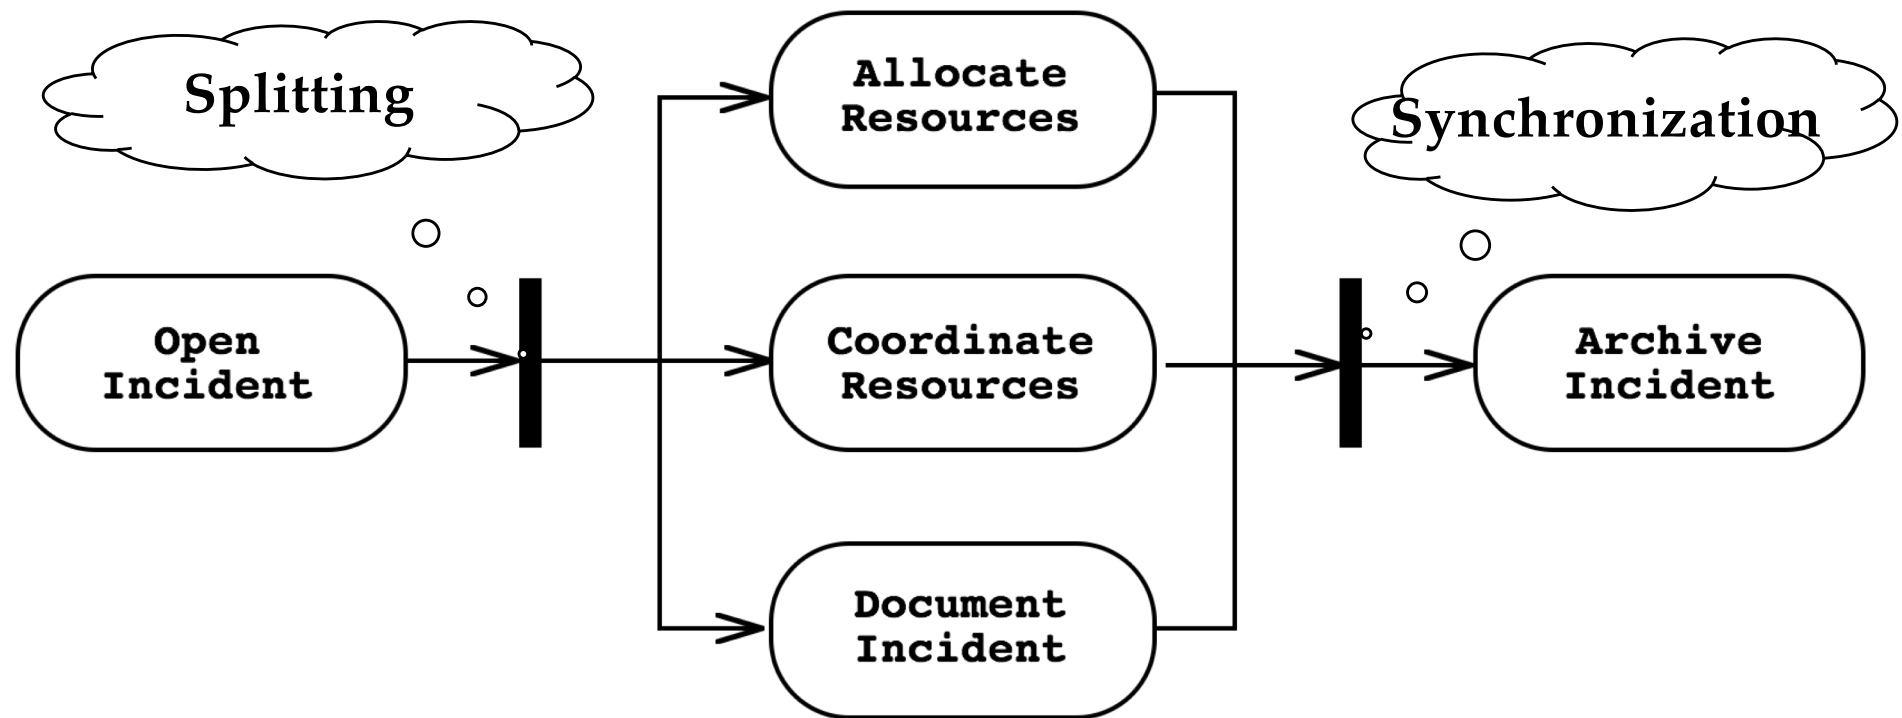 Splitting
Allocate
Resources
Synchronization
Open
Incident
Coordinate
Resources
Archive
Incident
Document
Incident